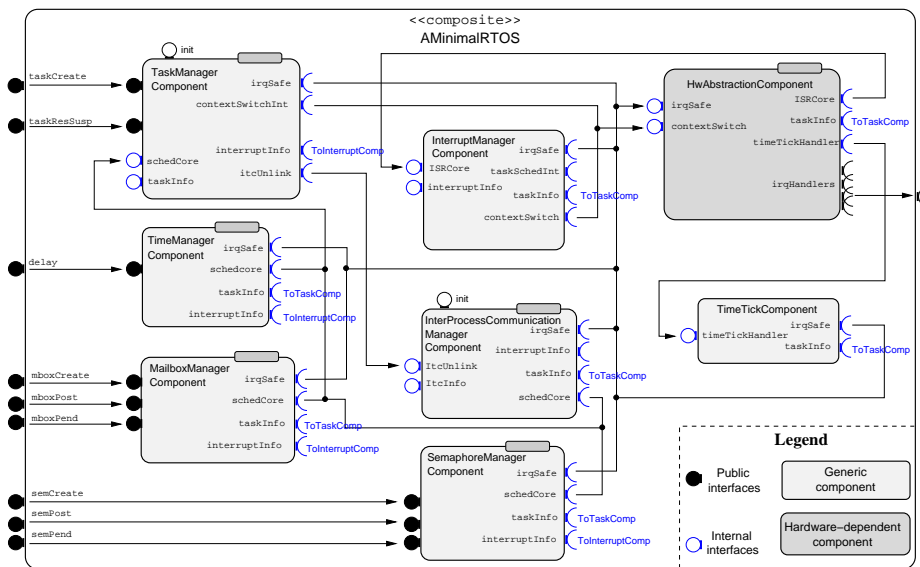 <<composite>>
AMinimalRTOS
init
taskCreate
TaskManager
Component
irqSafe
contextSwitchInt
taskResSusp
interruptInfo
ToInterruptComp
schedCore
itcUnlink
taskInfo
InterruptManager
Component
irqSafe
ISRCore
taskSchedInt
interruptInfo
taskInfo
ToTaskComp
contextSwitch
HwAbstractionComponent
irqSafe
ISRCore
taskInfo
ToTaskComp
contextSwitch
timeTickHandler
irqHandlers
TimeManager
Component
irqSafe
delay
schedcore
taskInfo
ToTaskComp
interruptInfo
ToInterruptComp
init
InterProcessCommunication
Manager
Component
irqSafe
interruptInfo
ItcUnlink
taskInfo
ToTaskComp
ItcInfo
schedCore
TimeTickComponent
irqSafe
timeTickHandler
taskInfo
ToTaskComp
MailboxManager
Component
mboxCreate
irqSafe
mboxPost
schedCore
mboxPend
taskInfo
ToTaskComp
interruptInfo
ToInterruptComp
SemaphoreManager
Component
irqSafe
semCreate
schedCore
semPost
taskInfo
ToTaskComp
semPend
interruptInfo
ToInterruptComp
Legend
Public
interfaces
Generic
component
Internal
interfaces
Hardware−dependent
component